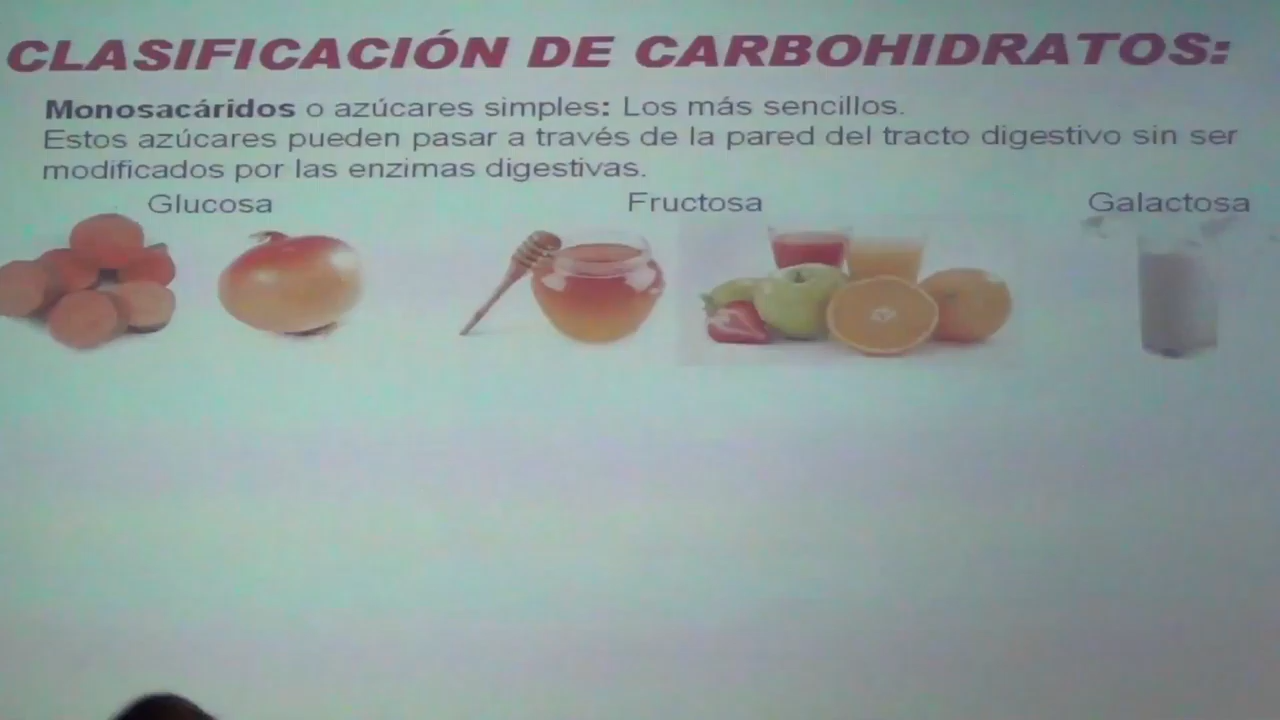 CLASIFICACIÓN DE CARBOHIDRATOS:
Monosacáridos o azúcares simples: Los más sencillos.
Estos azúcares pueden pasar a través de la pared del tracto digestivo sin ser
modificados por las enzimas digestivas.
Glucosa Fructosa Galactosa